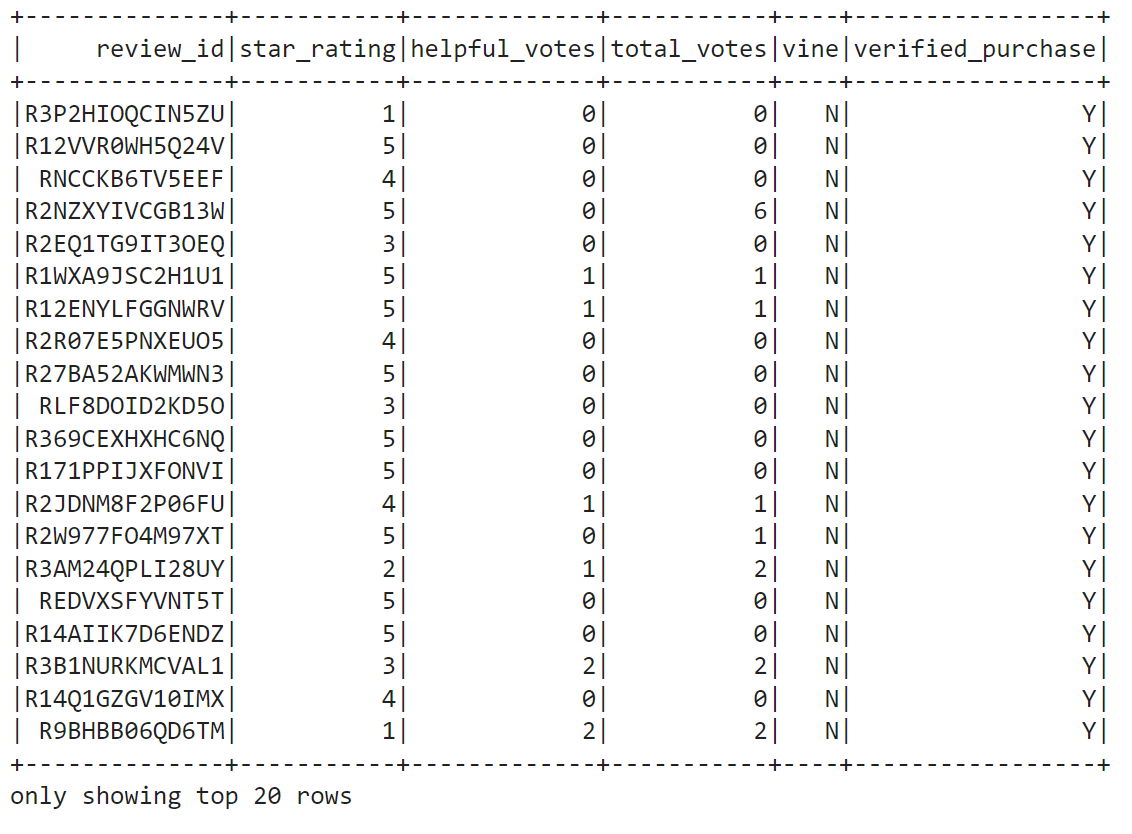 +--------------+-----------+-------------+-----------+----+-----------------+
|     review_id|star_rating|helpful_votes|total_votes|vine|verified_purchase|
+--------------+-----------+-------------+-----------+----+-----------------+
|R3P2HIOQCIN5ZU|          1|            0|          0|   N|                Y|
|R12VVR0WH5Q24V|          5|            0|          0|   N|                Y|
| RNCCKB6TV5EEF|          4|            0|          0|   N|                Y|
|R2NZXYIVCGB13W|          5|            0|          6|   N|                Y|
|R2EQ1TG9IT3OEQ|          3|            0|          0|   N|                Y|
|R1WXA9JSC2H1U1|          5|            1|          1|   N|                Y|
|R12ENYLFGGNWRV|          5|            1|          1|   N|                Y|
|R2R07E5PNXEUO5|          4|            0|          0|   N|                Y|
|R27BA52AKWMWN3|          5|            0|          0|   N|                Y|
| RLF8DOID2KD5O|          3|            0|          0|   N|                Y|
|R369CEXHXHC6NQ|          5|            0|          0|   N|                Y|
|R171PPIJXFONVI|          5|            0|          0|   N|                Y|
|R2JDNM8F2P06FU|          4|            1|          1|   N|                Y|
|R2W977FO4M97XT|          5|            0|          1|   N|                Y|
|R3AM24QPLI28UY|          2|            1|          2|   N|                Y|
| REDVXSFYVNT5T|          5|            0|          0|   N|                Y|
|R14AIIK7D6ENDZ|          5|            0|          0|   N|                Y|
|R3B1NURKMCVAL1|          3|            2|          2|   N|                Y|
|R14Q1GZGV10IMX|          4|            0|          0|   N|                Y|
| R9BHBB06QD6TM|          1|            2|          2|   N|                Y|
+--------------+-----------+-------------+-----------+----+-----------------+
only showing top 20 rows